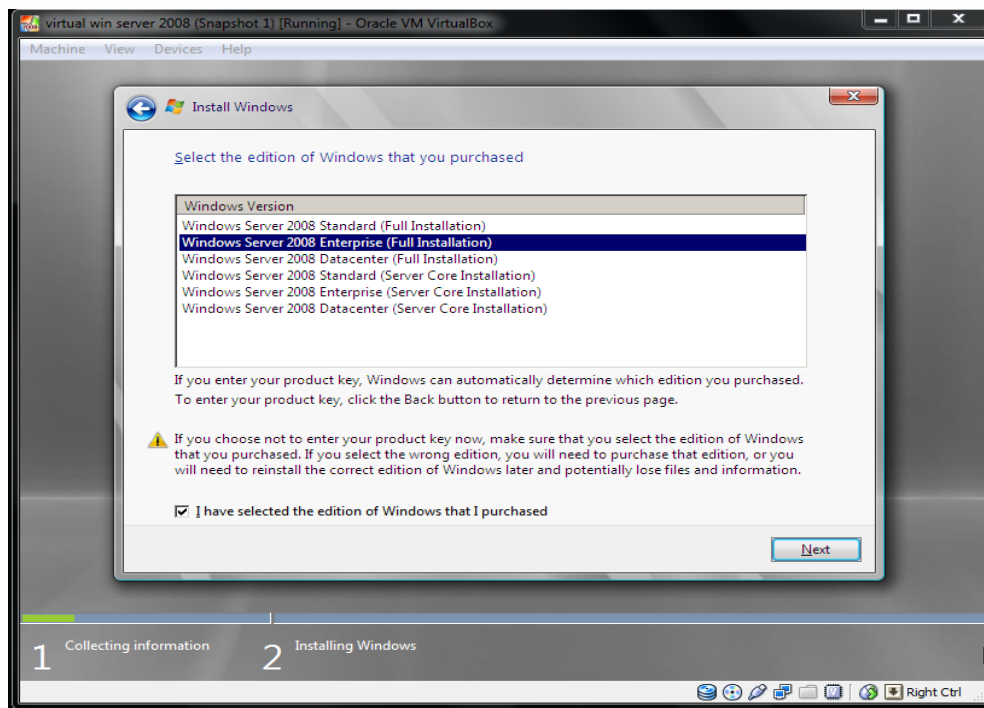 virtual win server 2008 (Snapshot 1) [Running] - Oracle VM VirtualBox
Machine View Devices Help
Install Windows
Select the edition of Windows that you purchased
Windows Version
Windows Server 2008 Standard (Full Installation)
Windows Server 2008 Enterprise (Full Installation)
Windows Server 2008 Datacenter (Full Installation)
Windows Server 2008 Standard (Server Core Installation)
Windows Server 2008 Enterprise (Server Core Installation)
Windows Server 2008 Datacenter (Server Core Installation)
If you enter your product key, Windows can automatically determine which edition you purchased.
To enter your product key, click the Back button to return to the previous page.
If you choose not to enter your product key now, make sure that you select the edition of Windows
that you purchased. If you select the wrong edition, you will need to purchase that edition, or you
will need to reinstall the correct edition of Windows later and potentially lose files and information.
I have selected the edition of Windows that I purchased
Next
1 Collecting information 2 Installing Windows
Right Ctrl